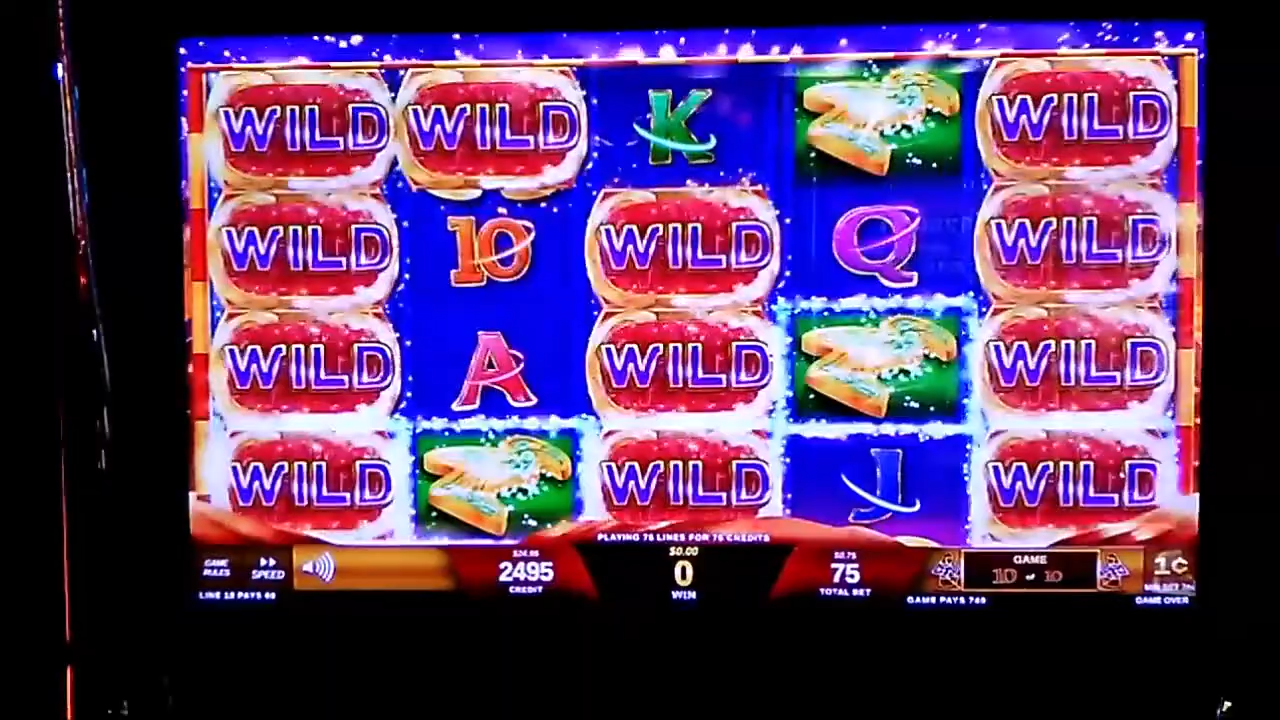 WILD WILD K WILD
WILD 10 WILD Q WILD
WILD A WILD WILD
WILD WILD J WILD
PLAYING 75 LINES FOR 75 CREDITS
GAME RULES
SPEED
2495
CREDIT
$0.00
0
WIN
$0.75
75
TOTAL BET
GAME
10 of 10
1¢
GAME OVER